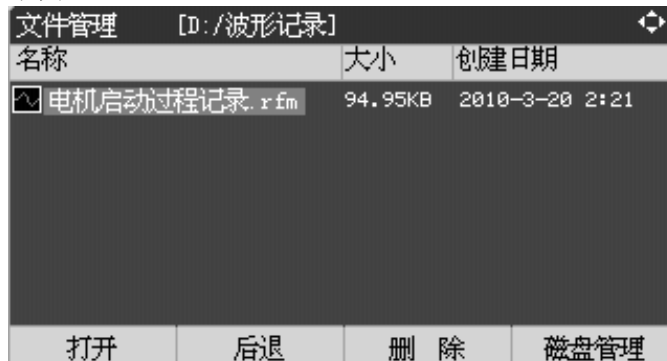 文件管理 [D:/波形记录]
名称 大小 创建日期
电机启动过程记录.rfm 94.95KB 2010-3-20 2:21
打开 后退 删 除 磁盘管理